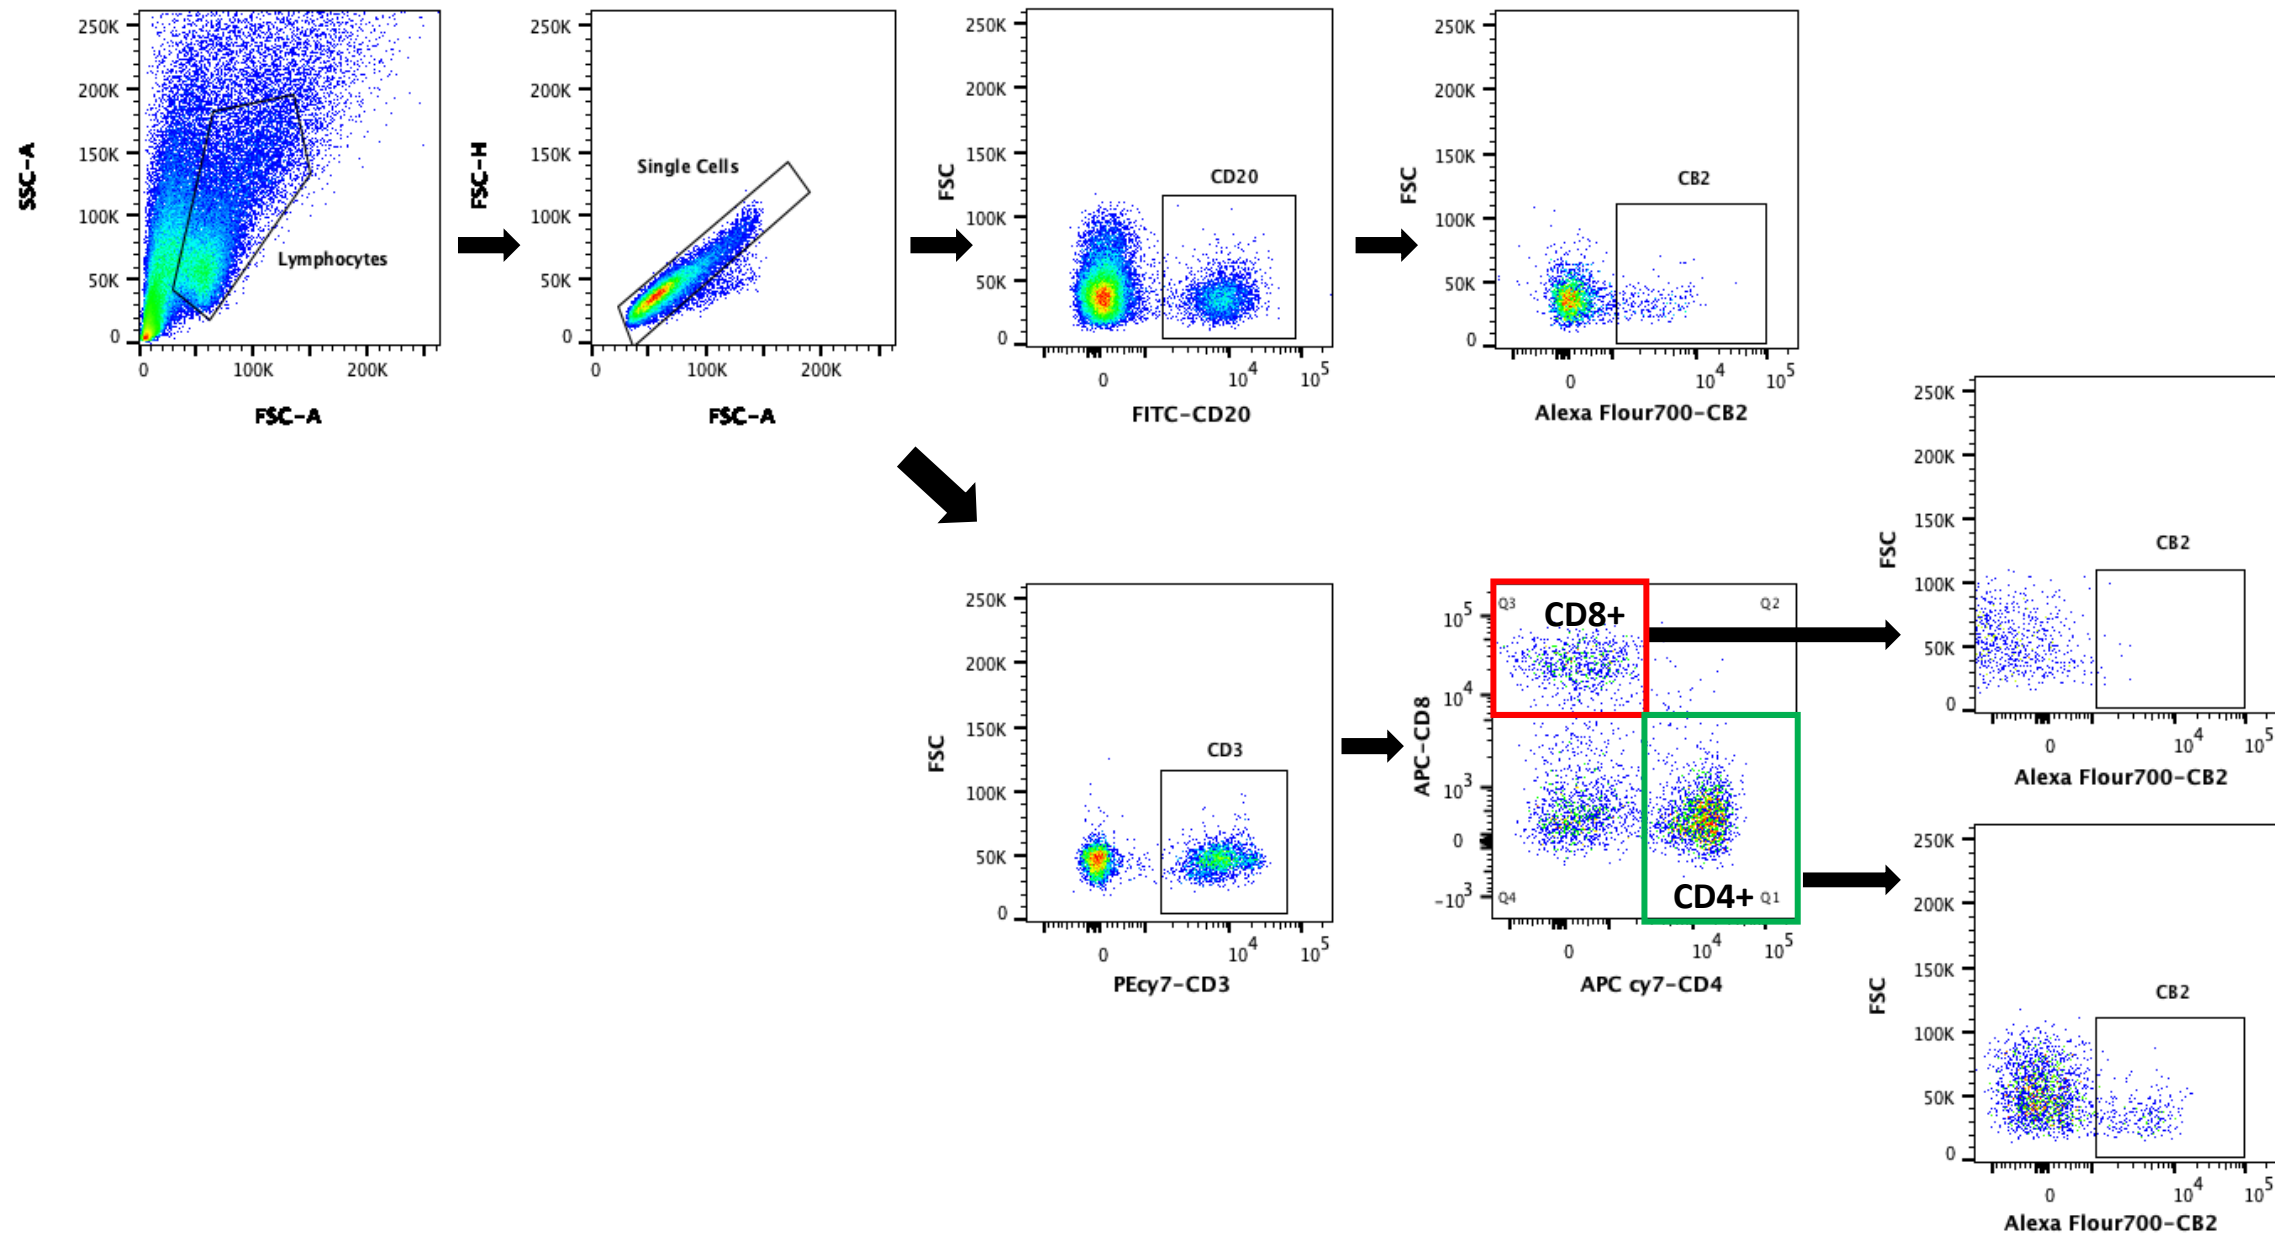 250K
200K
150K
100K
50K
0
SSC-A
Lymphocytes
0 100K 200K
FSC-A
250K
200K
150K
100K
50K
0
FSC-H
Single Cells
0 100K 200K
FSC-A
250K
200K
150K
100K
50K
0
FSC
CD20
0 10^4 10^5
FITC-CD20
250K
200K
150K
100K
50K
0
FSC
CB2
0 10^4 10^5
Alexa Flour700-CB2
250K
200K
150K
100K
50K
0
FSC
CD3
0 10^4 10^5
PEcy7-CD3
10^5
10^4
10^3
0
-10^3
APC-CD8
Q3 CD8+ Q2
Q4 CD4+ Q1
0 10^4 10^5
APC cy7-CD4
250K
200K
150K
100K
50K
0
FSC
CB2
0 10^4 10^5
Alexa Flour700-CB2
250K
200K
150K
100K
50K
0
FSC
CB2
0 10^4 10^5
Alexa Flour700-CB2